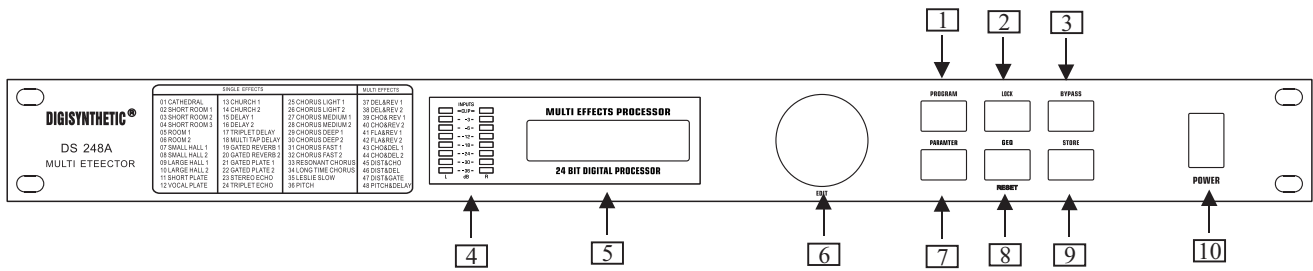 1
2
3
SINGLE EFFECTS
MULTI EFFECTS
01 CATHEDRAL
02 SHORT ROOM 1
03 SHORT ROOM 2
04 SHORT ROOM 3
05 ROOM 1
06 ROOM 2
07 SMALL HALL 1
08 SMALL HALL 2
09 LARGE HALL 1
10 LARGE HALL 2
11 SHORT PLATE
12 VOCAL PLATE
13 CHURCH 1
14 CHURCH 2
15 DELAY 1
16 DELAY 2
17 TRIPLET DELAY
18 MULTI TAP DELAY
19 GATED REVERB 1
20 GATED REVERB 2
21 GATED PLATE 1
22 GATED PLATE 2
23 STEREO ECHO
24 TRIPLET ECHO
25 CHORUS LIGHT 1
26 CHORUS LIGHT 2
27 CHORUS MEDIUM 1
28 CHORUS MEDIUM 2
29 CHORUS DEEP 1
30 CHORUS DEEP 2
31 CHORUS FAST 1
32 CHORUS FAST 2
33 RESONANT CHORUS
34 LONG TIME CHORUS
35 LESLIE SLOW
36 PITCH
37 DEL&REV 1
38 DEL&REV 2
39 CHO& REV 1
40 CHO&REV 2
41 FLA&REV 1
42 FLA&REV 2
43 CHO&DEL 1
44 CHO&DEL 2
45 DIST&CHO
46 DIST&DEL
47 DIST&GATE
48 PITCH&DELAY
DIGISYNTHETIC®
DS 248A
MULTI ETEECTOR
INPUTS
CLIP
-3
-6
-12
-18
-24
-30
-36
L dB R
MULTI EFFECTS PROCESSOR
24 BIT DIGITAL PROCESSOR
EDIT
PROGRAM
LOCK
BYPASS
PARAMTER
GEQ
STORE
RESET
POWER
4
5
6
7
8
9
10